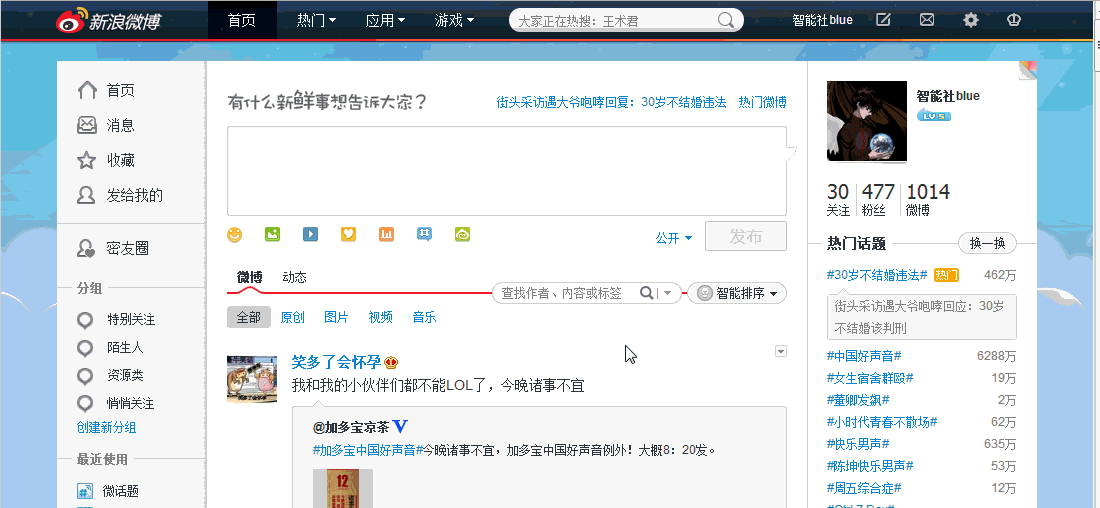 新浪微博 首页 热门 应用 游戏 大家正在热搜：王术君 智能社blue
首页
消息
收藏
发给我的
密友圈
分组
特别关注
陌生人
资源类
悄悄关注
创建新分组
最近使用
微话题
有什么新鲜事想告诉大家？ 街头采访遇大爷咆哮回复：30岁不结婚违法 热门微博
公开 发布
微博 动态
查找作者、内容或标签 智能排序
全部 原创 图片 视频 音乐
笑多了会怀孕
我和我的小伙伴们都不能LOL了，今晚诸事不宜
@加多宝凉茶
#加多宝中国好声音#今晚诸事不宜，加多宝中国好声音例外！大概8：20发。
12
智能社blue
LV 5
30 477 1014
关注 粉丝 微博
热门话题 换一换
#30岁不结婚违法# 热门 462万
街头采访遇大爷咆哮回应：30岁
不结婚该判刑
#中国好声音# 6288万
#女生宿舍群殴# 19万
#董卿发飙# 2万
#小时代青春不散场# 62万
#快乐男声# 635万
#陈坤快乐男声# 53万
#周五综合症# 12万